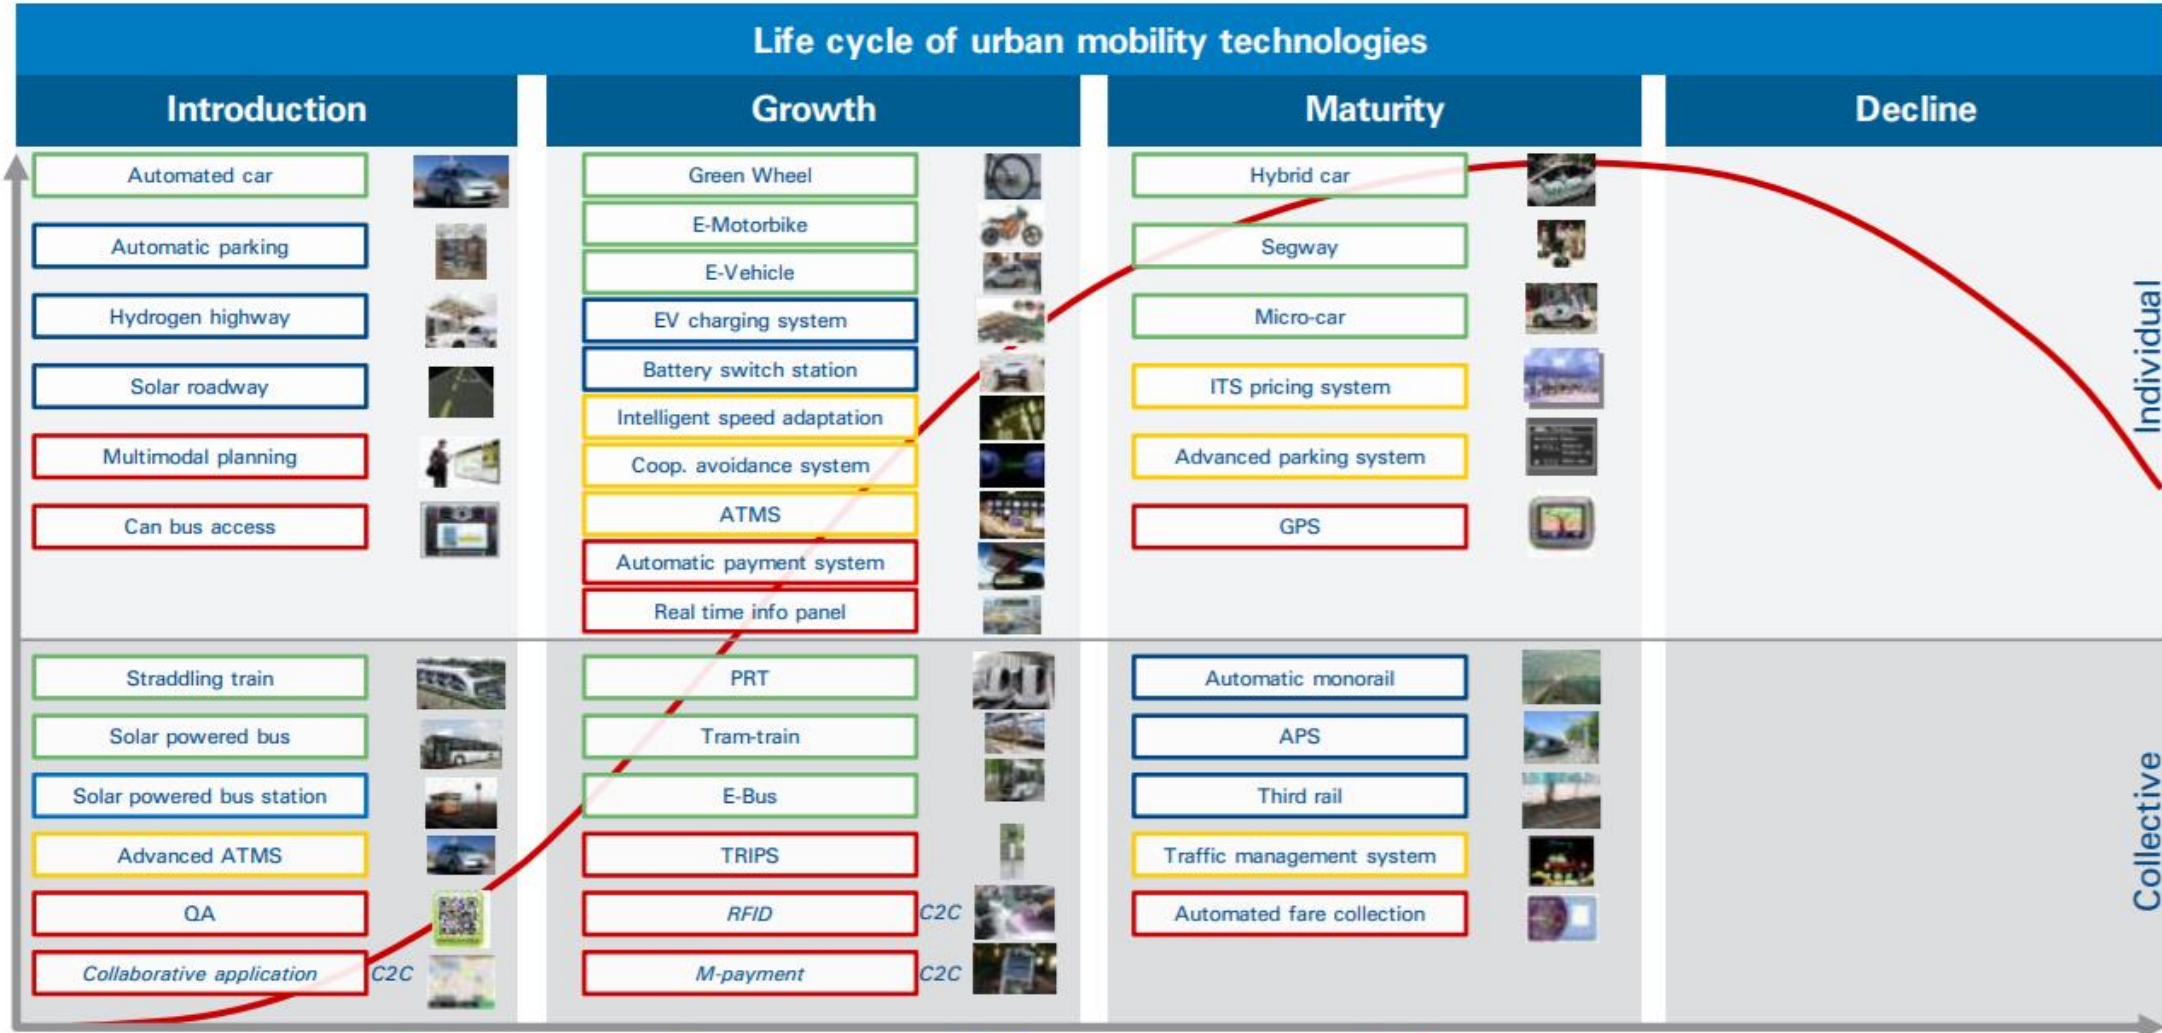 Life cycle of urban mobility technologies
Introduction
Growth
Maturity
Decline
Automated car
Automatic parking
Hydrogen highway
Solar roadway
Multimodal planning
Can bus access
Green Wheel
E-Motorbike
E-Vehicle
EV charging system
Battery switch station
Intelligent speed adaptation
Coop. avoidance system
ATMS
Automatic payment system
Real time info panel
Hybrid car
Segway
Micro-car
ITS pricing system
Advanced parking system
GPS
Individual
Straddling train
Solar powered bus
Solar powered bus station
Advanced ATMS
QA
Collaborative application C2C
PRT
Tram-train
E-Bus
TRIPS
RFID C2C
M-payment C2C
Automatic monorail
APS
Third rail
Traffic management system
Automated fare collection
Collective